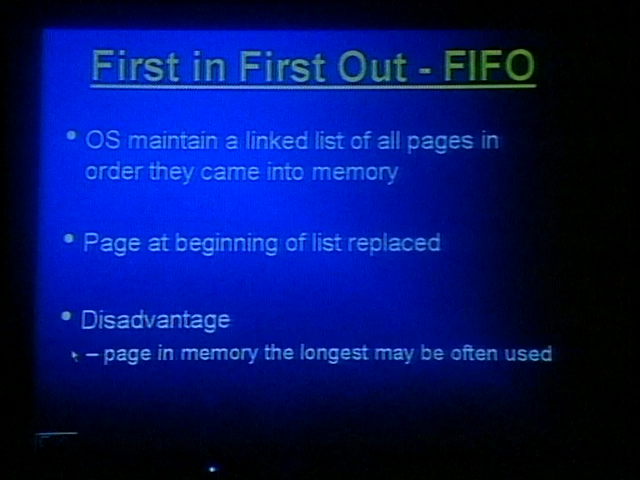 First in First Out - FIFO
• OS maintain a linked list of all pages in
order they came into memory
• Page at beginning of list replaced
• Disadvantage
– page in memory the longest may be often used